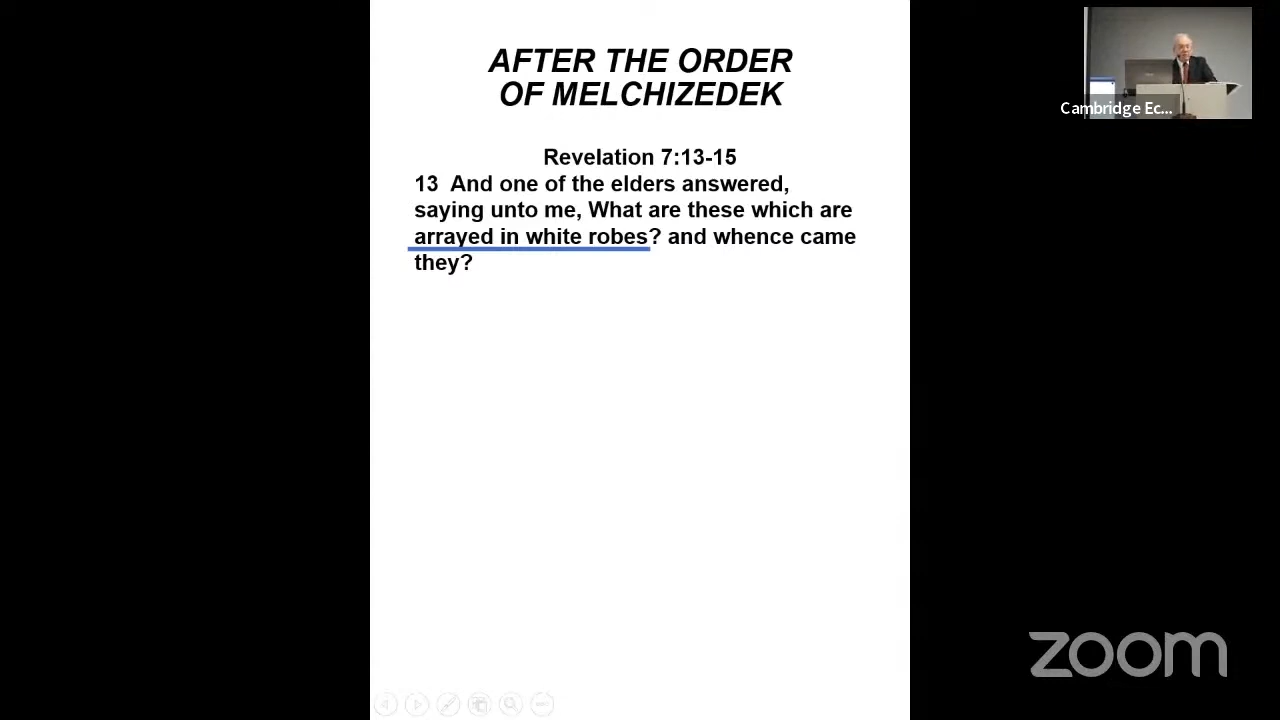 AFTER THE ORDER
OF MELCHIZEDEK
Revelation 7:13-15
13 And one of the elders answered,
saying unto me, What are these which are
arrayed in white robes? and whence came
they?
Cambridge Ec...
zoom